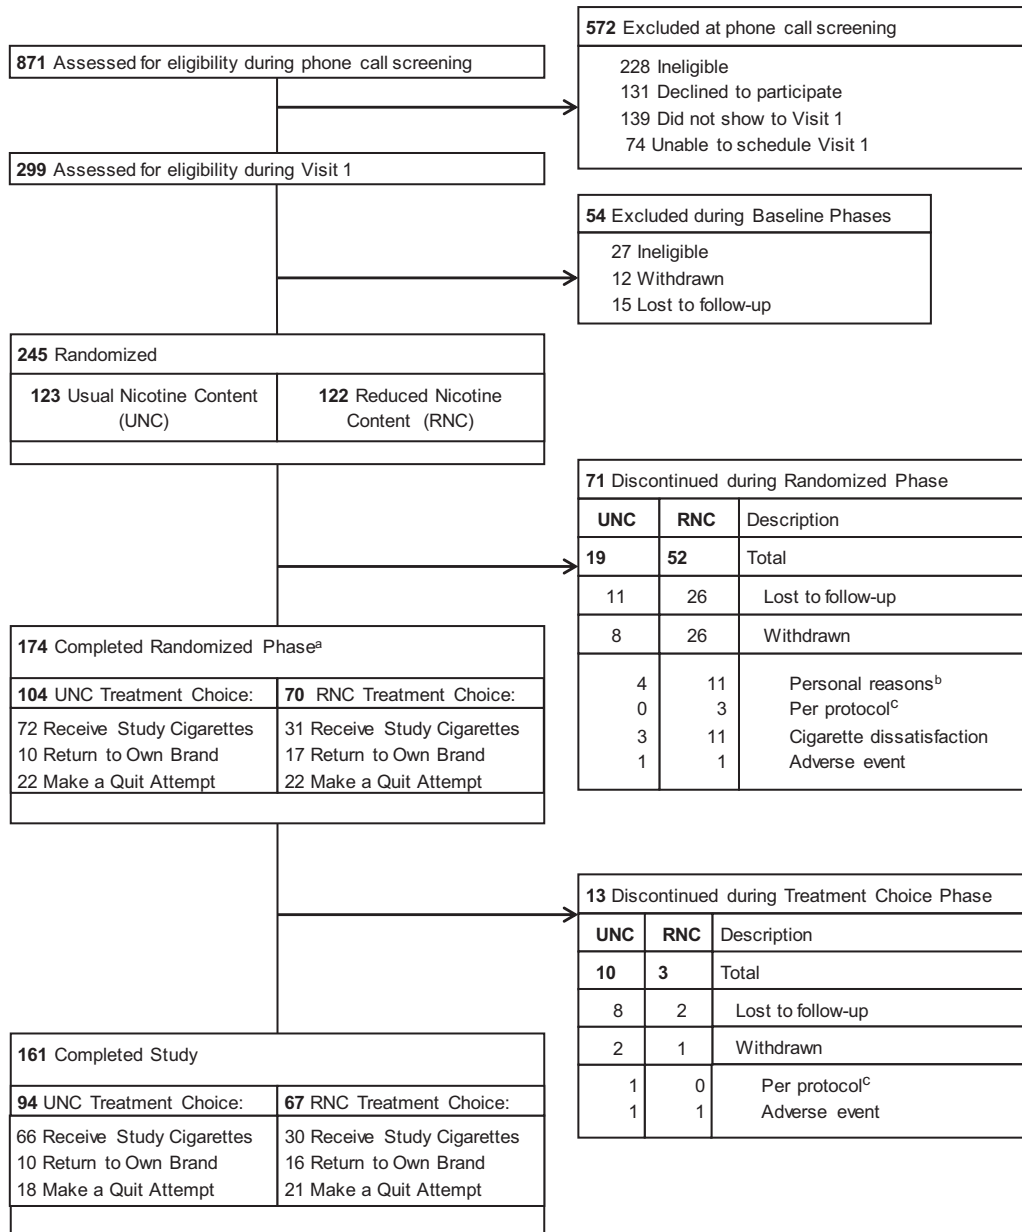 572 Excluded at phone call screening
871 Assessed for eligibility during phone call screening
228 Ineligible
131 Declined to participate
139 Did not show to Visit 1
74 Unable to schedule Visit 1
299 Assessed for eligibility during Visit 1
54 Excluded during Baseline Phases
27 Ineligible
12 Withdrawn
15 Lost to follow-up
245 Randomized
123 Usual Nicotine Content
(UNC)
122 Reduced Nicotine
Content (RNC)
71 Discontinued during Randomized Phase
UNC RNC Description
19 52 Total
11 26 Lost to follow-up
8 26 Withdrawn
4 11 Personal reasonsᵇ
0 3 Per protocolᶜ
3 11 Cigarette dissatisfaction
1 1 Adverse event
174 Completed Randomized Phaseᵃ
104 UNC Treatment Choice:
72 Receive Study Cigarettes
10 Return to Own Brand
22 Make a Quit Attempt
70 RNC Treatment Choice:
31 Receive Study Cigarettes
17 Return to Own Brand
22 Make a Quit Attempt
13 Discontinued during Treatment Choice Phase
UNC RNC Description
10 3 Total
8 2 Lost to follow-up
2 1 Withdrawn
1 0 Per protocolᶜ
1 1 Adverse event
161 Completed Study
94 UNC Treatment Choice:
66 Receive Study Cigarettes
10 Return to Own Brand
18 Make a Quit Attempt
67 RNC Treatment Choice:
30 Receive Study Cigarettes
16 Return to Own Brand
21 Make a Quit Attempt